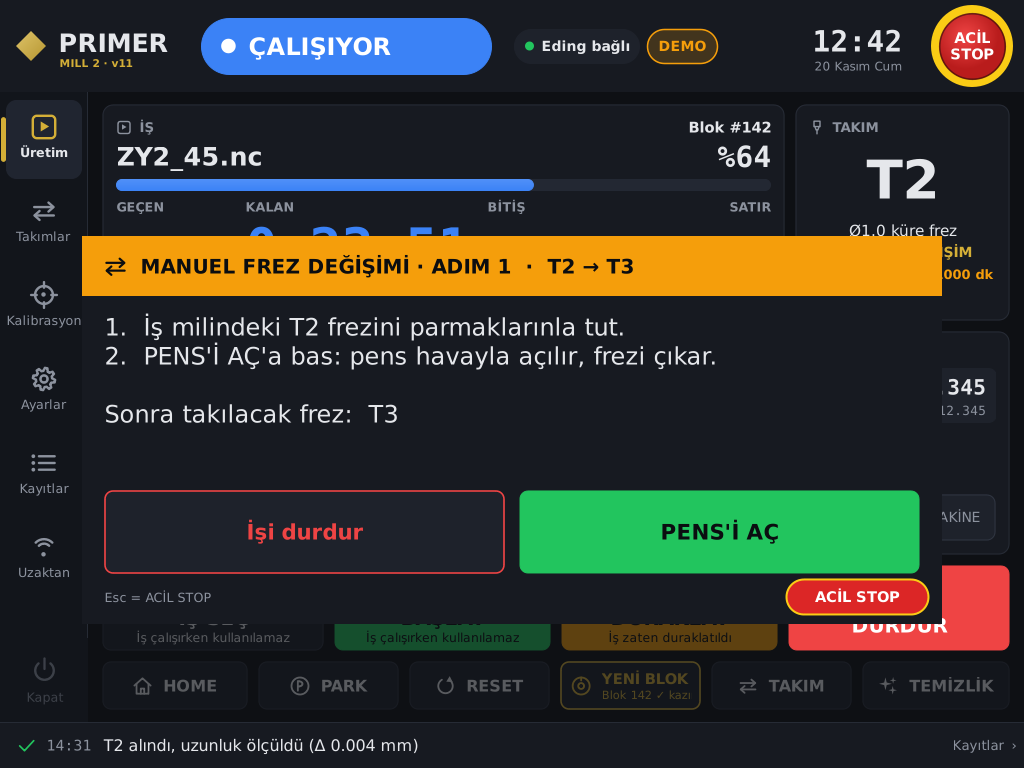 PRIMER
MILL 2 · v11
ÇALIŞIYOR
Eding bağlı
DEMO
12:42
20 Kasım Cum
ACİL
STOP
Üretim
Takımlar
Kalibrasyon
Ayarlar
Kayıtlar
Uzaktan
Kapat
İŞ
Blok #142
ZY2_45.nc
%64
GEÇEN KALAN BİTİŞ SATIR
TAKIM
T2
Ø1.0 küre frez
MANUEL FREZ DEĞİŞİMİ · ADIM 1 · T2 → T3
1. İş milindeki T2 frezini parmaklarınla tut.
2. PENS'İ AÇ'a bas: pens havayla açılır, frezi çıkar.
Sonra takılacak frez: T3
İşi durdur
PENS'İ AÇ
Esc = ACİL STOP
ACİL STOP
İş çalışırken kullanılamaz
İş çalışırken kullanılamaz
İş zaten duraklatıldı
DURDUR
HOME
PARK
RESET
YENİ BLOK
Blok 142 ✓ kazı
TAKIM
TEMİZLİK
14:31 T2 alındı, uzunluk ölçüldü (Δ 0.004 mm)
Kayıtlar ›